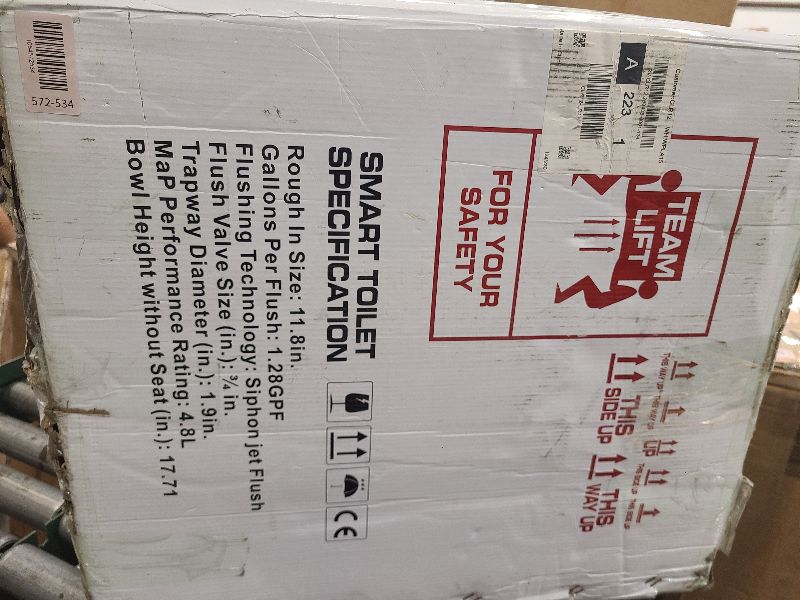 572-534
A
223
1
TEAM
LIFT
FOR YOUR
SAFETY
THIS
SIDE UP
THIS
WAY UP
SMART TOILET
SPECIFICATION
CE
Rough In Size: 11.8in.
Gallons Per Flush: 1.28GPF
Flushing Technology: Siphon jet Flush
Flush Valve Size (in.): ¾ in.
Trapway Diameter (in.): 1.9in.
MaP Performance Rating: 4.8L
Bowl Height without Seat (in.): 17.71